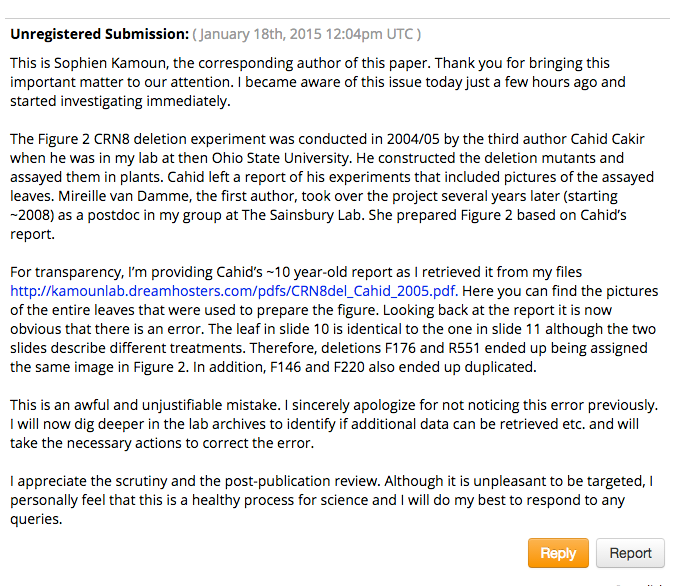 Unregistered Submission: ( January 18th, 2015 12:04pm UTC )
This is Sophien Kamoun, the corresponding author of this paper. Thank you for bringing this
important matter to our attention. I became aware of this issue today just a few hours ago and
started investigating immediately.
The Figure 2 CRN8 deletion experiment was conducted in 2004/05 by the third author Cahid Cakir
when he was in my lab at then Ohio State University. He constructed the deletion mutants and
assayed them in plants. Cahid left a report of his experiments that included pictures of the assayed
leaves. Mireille van Damme, the first author, took over the project several years later (starting
~2008) as a postdoc in my group at The Sainsbury Lab. She prepared Figure 2 based on Cahid’s
report.
For transparency, I’m providing Cahid’s ~10 year-old report as I retrieved it from my files
http://kamounlab.dreamhosters.com/pdfs/CRN8del_Cahid_2005.pdf. Here you can find the pictures
of the entire leaves that were used to prepare the figure. Looking back at the report it is now
obvious that there is an error. The leaf in slide 10 is identical to the one in slide 11 although the two
slides describe different treatments. Therefore, deletions F176 and R551 ended up being assigned
the same image in Figure 2. In addition, F146 and F220 also ended up duplicated.
This is an awful and unjustifiable mistake. I sincerely apologize for not noticing this error previously.
I will now dig deeper in the lab archives to identify if additional data can be retrieved etc. and will
take the necessary actions to correct the error.
I appreciate the scrutiny and the post-publication review. Although it is unpleasant to be targeted, I
personally feel that this is a healthy process for science and I will do my best to respond to any
queries.
Reply Report